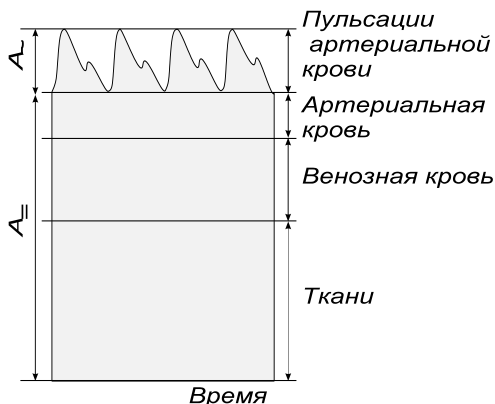 Пульсации
артериальной
крови
A~
Артериальная
кровь
Венозная кровь
A=
Ткани
Время